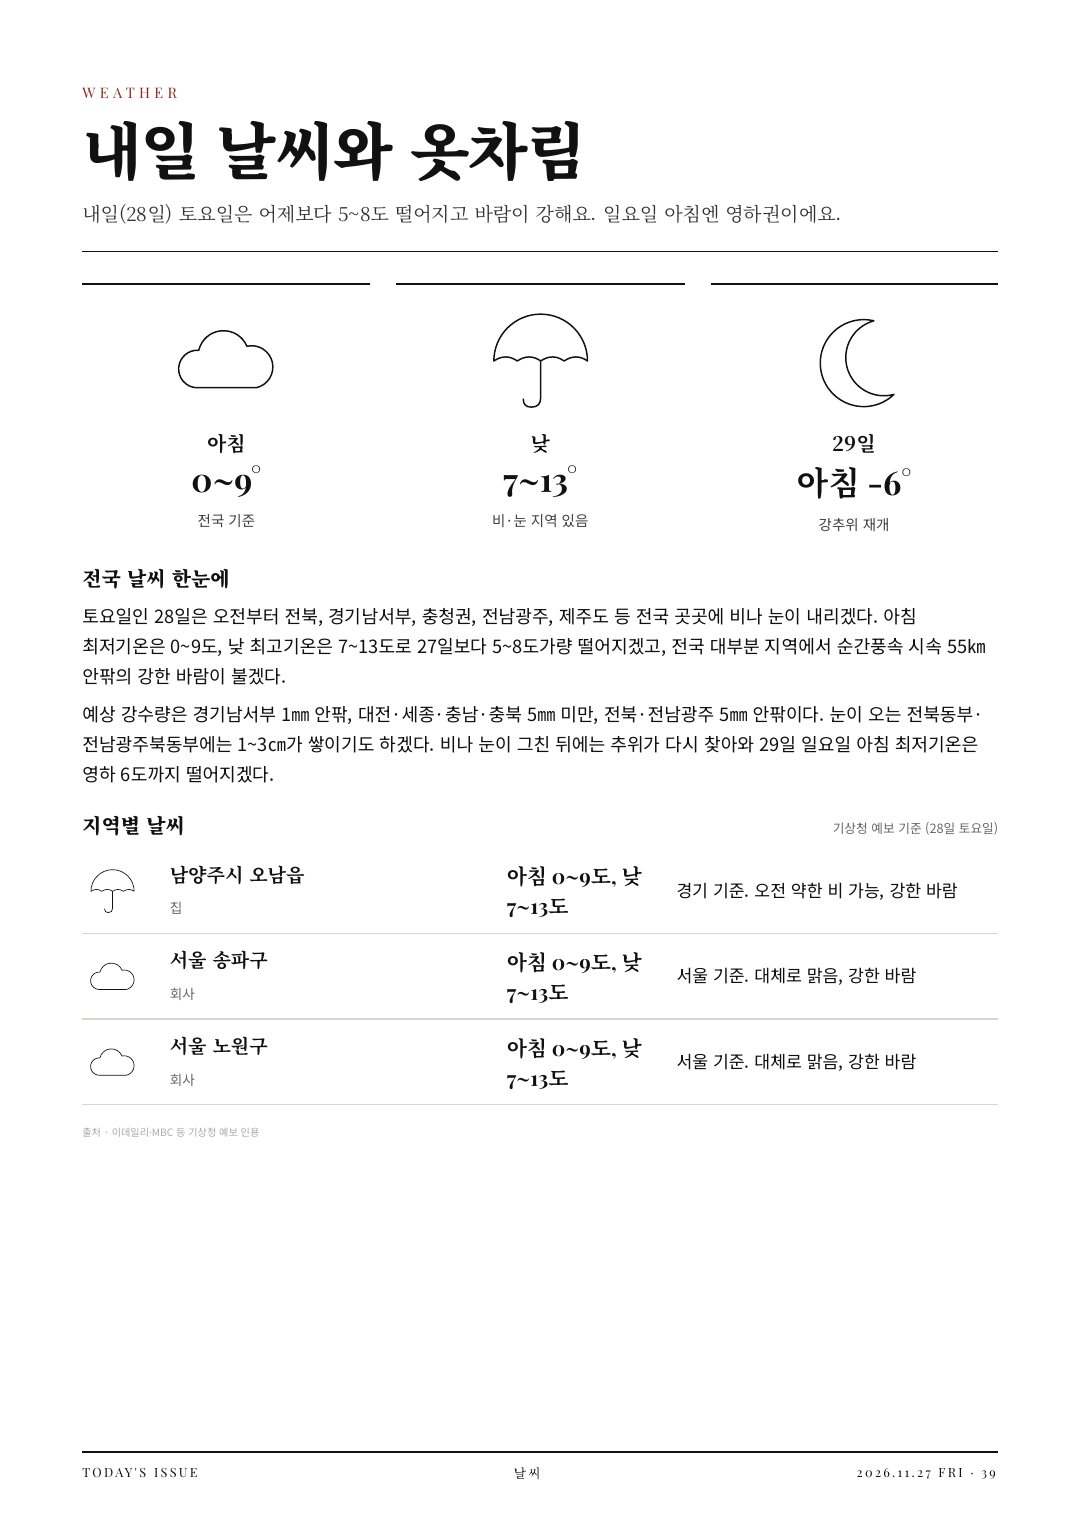 WEATHER
내일 날씨와 옷차림
내일(28일) 토요일은 어제보다 5~8도 떨어지고 바람이 강해요. 일요일 아침엔 영하권이에요.
아침
0~9°
전국 기준
낮
7~13°
비·눈 지역 있음
29일
아침 -6°
강추위 재개
전국 날씨 한눈에
토요일인 28일은 오전부터 전북, 경기남서부, 충청권, 전남광주, 제주도 등 전국 곳곳에 비나 눈이 내리겠다. 아침
최저기온은 0~9도, 낮 최고기온은 7~13도로 27일보다 5~8도가량 떨어지겠고, 전국 대부분 지역에서 순간풍속 시속 55㎞
안팎의 강한 바람이 불겠다.
예상 강수량은 경기남서부 1㎜ 안팎, 대전·세종·충남·충북 5㎜ 미만, 전북·전남광주 5㎜ 안팎이다. 눈이 오는 전북동부·
전남광주북동부에는 1~3㎝가 쌓이기도 하겠다. 비나 눈이 그친 뒤에는 추위가 다시 찾아와 29일 일요일 아침 최저기온은
영하 6도까지 떨어지겠다.
지역별 날씨
기상청 예보 기준 (28일 토요일)
남양주시 오남읍
집
아침 0~9도, 낮
7~13도
경기 기준. 오전 약한 비 가능, 강한 바람
서울 송파구
회사
아침 0~9도, 낮
7~13도
서울 기준. 대체로 맑음, 강한 바람
서울 노원구
회사
아침 0~9도, 낮
7~13도
서울 기준. 대체로 맑음, 강한 바람
출처 · 이데일리·MBC 등 기상청 예보 인용
TODAY'S ISSUE
날씨
2026.11.27 FRI · 39